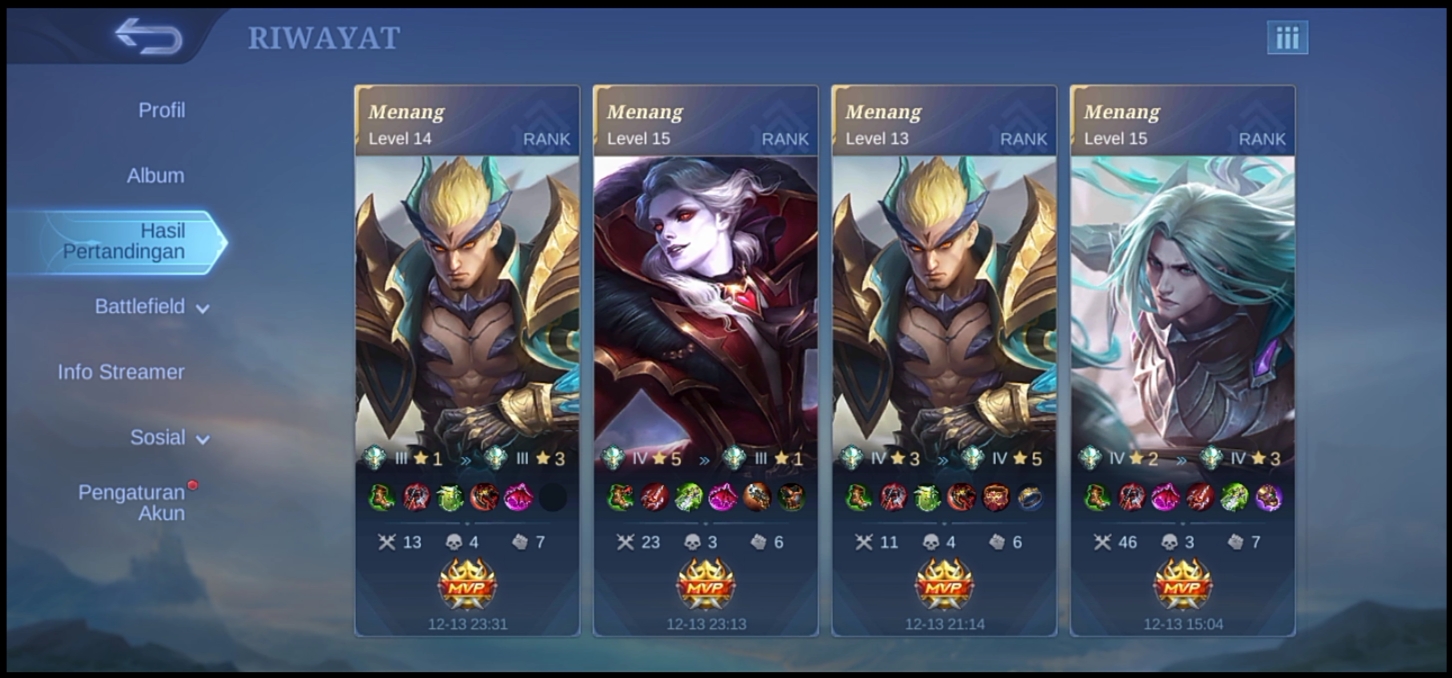 RIWAYAT
Profil
Album
Hasil
Pertandingan
Battlefield
Info Streamer
Sosial
Pengaturan
Akun
Menang
Level 14 RANK
III 1 » III 3
13 4 7
MVP
12-13 23:31
Menang
Level 15 RANK
IV 5 » III 1
23 3 6
MVP
12-13 23:13
Menang
Level 13 RANK
IV 3 » IV 5
11 4 6
MVP
12-13 21:14
Menang
Level 15 RANK
IV 2 » IV 3
46 3 7
MVP
12-13 15:04